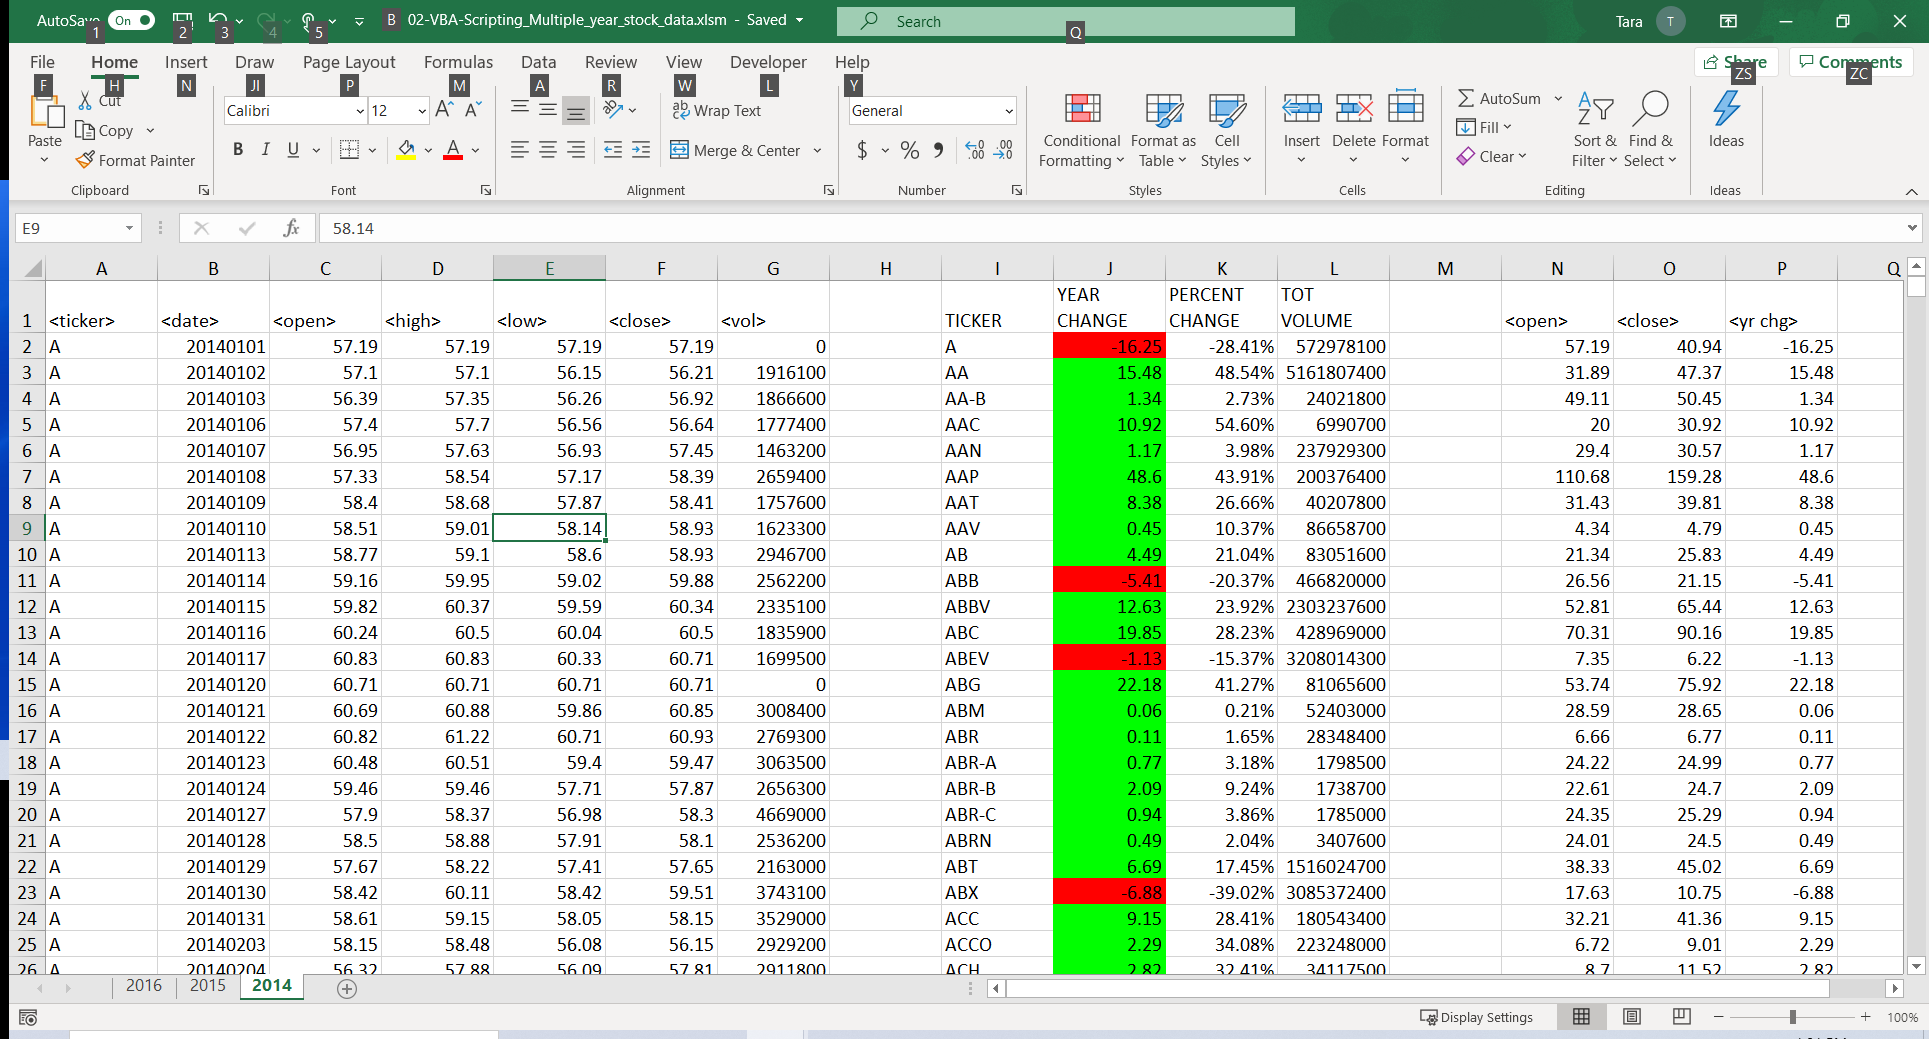 AutoSave On 02-VBA-Scripting_Multiple_year_stock_data.xlsm - Saved Search Tara T
1 2 3 4 5 B Q
File Home Insert Draw Page Layout Formulas Data Review View Developer Help Share Comments
F H N JI P M A R W L Y ZS ZC
Cut
Copy
Format Painter
Paste
Clipboard
Calibri 12
B I U
Font
Wrap Text
Merge & Center
Alignment
General
$ % 9
Number
Conditional Formatting
Format as Table
Cell Styles
Styles
Insert Delete Format
Cells
AutoSum
Fill
Clear
Sort & Filter
Find & Select
Editing
Ideas
Ideas
E9 fx 58.14
A B C D E F G H I J K L M N O P Q
1 <ticker> <date> <open> <high> <low> <close> <vol> TICKER YEAR CHANGE PERCENT CHANGE TOT VOLUME <open> <close> <yr chg>
2 A 20140101 57.19 57.19 57.19 57.19 0 A -16.25 -28.41% 572978100 57.19 40.94 -16.25
3 A 20140102 57.1 57.1 56.15 56.21 1916100 AA 15.48 48.54% 5161807400 31.89 47.37 15.48
4 A 20140103 56.39 57.35 56.26 56.92 1866600 AA-B 1.34 2.73% 24021800 49.11 50.45 1.34
5 A 20140106 57.4 57.7 56.56 56.64 1777400 AAC 10.92 54.60% 6990700 20 30.92 10.92
6 A 20140107 56.95 57.63 56.93 57.45 1463200 AAN 1.17 3.98% 237929300 29.4 30.57 1.17
7 A 20140108 57.33 58.54 57.17 58.39 2659400 AAP 48.6 43.91% 200376400 110.68 159.28 48.6
8 A 20140109 58.4 58.68 57.87 58.41 1757600 AAT 8.38 26.66% 40207800 31.43 39.81 8.38
9 A 20140110 58.51 59.01 58.14 58.93 1623300 AAV 0.45 10.37% 86658700 4.34 4.79 0.45
10 A 20140113 58.77 59.1 58.6 58.93 2946700 AB 4.49 21.04% 83051600 21.34 25.83 4.49
11 A 20140114 59.16 59.95 59.02 59.88 2562200 ABB -5.41 -20.37% 466820000 26.56 21.15 -5.41
12 A 20140115 59.82 60.37 59.59 60.34 2335100 ABBV 12.63 23.92% 2303237600 52.81 65.44 12.63
13 A 20140116 60.24 60.5 60.04 60.5 1835900 ABC 19.85 28.23% 428969000 70.31 90.16 19.85
14 A 20140117 60.83 60.83 60.33 60.71 1699500 ABEV -1.13 -15.37% 3208014300 7.35 6.22 -1.13
15 A 20140120 60.71 60.71 60.71 60.71 0 ABG 22.18 41.27% 81065600 53.74 75.92 22.18
16 A 20140121 60.69 60.88 59.86 60.85 3008400 ABM 0.06 0.21% 52403000 28.59 28.65 0.06
17 A 20140122 60.82 61.22 60.71 60.93 2769300 ABR 0.11 1.65% 28348400 6.66 6.77 0.11
18 A 20140123 60.48 60.51 59.4 59.47 3063500 ABR-A 0.77 3.18% 1798500 24.22 24.99 0.77
19 A 20140124 59.46 59.46 57.71 57.87 2656300 ABR-B 2.09 9.24% 1738700 22.61 24.7 2.09
20 A 20140127 57.9 58.37 56.98 58.3 4669000 ABR-C 0.94 3.86% 1785000 24.35 25.29 0.94
21 A 20140128 58.5 58.88 57.91 58.1 2536200 ABRN 0.49 2.04% 3407600 24.01 24.5 0.49
22 A 20140129 57.67 58.22 57.41 57.65 2163000 ABT 6.69 17.45% 1516024700 38.33 45.02 6.69
23 A 20140130 58.42 60.11 58.42 59.51 3743100 ABX -6.88 -39.02% 3085372400 17.63 10.75 -6.88
24 A 20140131 58.61 59.15 58.05 58.15 3529000 ACC 9.15 28.41% 180543400 32.21 41.36 9.15
25 A 20140203 58.15 58.48 56.08 56.15 2929200 ACCO 2.29 34.08% 223248000 6.72 9.01 2.29
26 A 20140204 56.32 57.88 56.09 57.81 2911800 ACH 2.82 32.41% 34117500 8.7 11.52 2.82
2016 2015 2014
Display Settings 100%